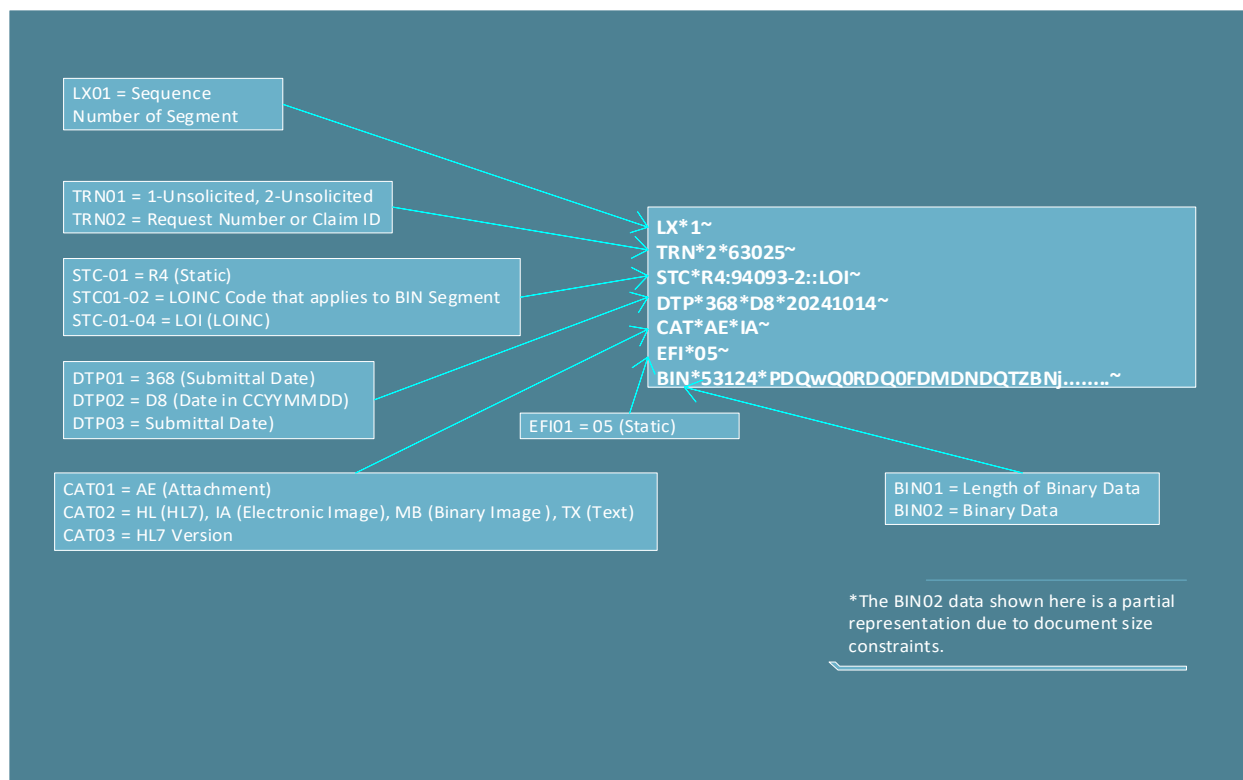 LX01 = Sequence
Number of Segment
TRN01 = 1-Unsolicited, 2-Unsolicited
TRN02 = Request Number or Claim ID
STC-01 = R4 (Static)
STC01-02 = LOINC Code that applies to BIN Segment
STC-01-04 = LOI (LOINC)
DTP01 = 368 (Submittal Date)
DTP02 = D8 (Date in CCYYMMDD)
DTP03 = Submittal Date)
EFI01 = 05 (Static)
CAT01 = AE (Attachment)
CAT02 = HL (HL7), IA (Electronic Image), MB (Binary Image ), TX (Text)
CAT03 = HL7 Version
LX*1~
TRN*2*63025~
STC*R4:94093-2::LOI~
DTP*368*D8*20241014~
CAT*AE*IA~
EFI*05~
BIN*53124*PDQwQ0RDQ0FDMDNDQTZBNj........~
BIN01 = Length of Binary Data
BIN02 = Binary Data
*The BIN02 data shown here is a partial
representation due to document size
constraints.